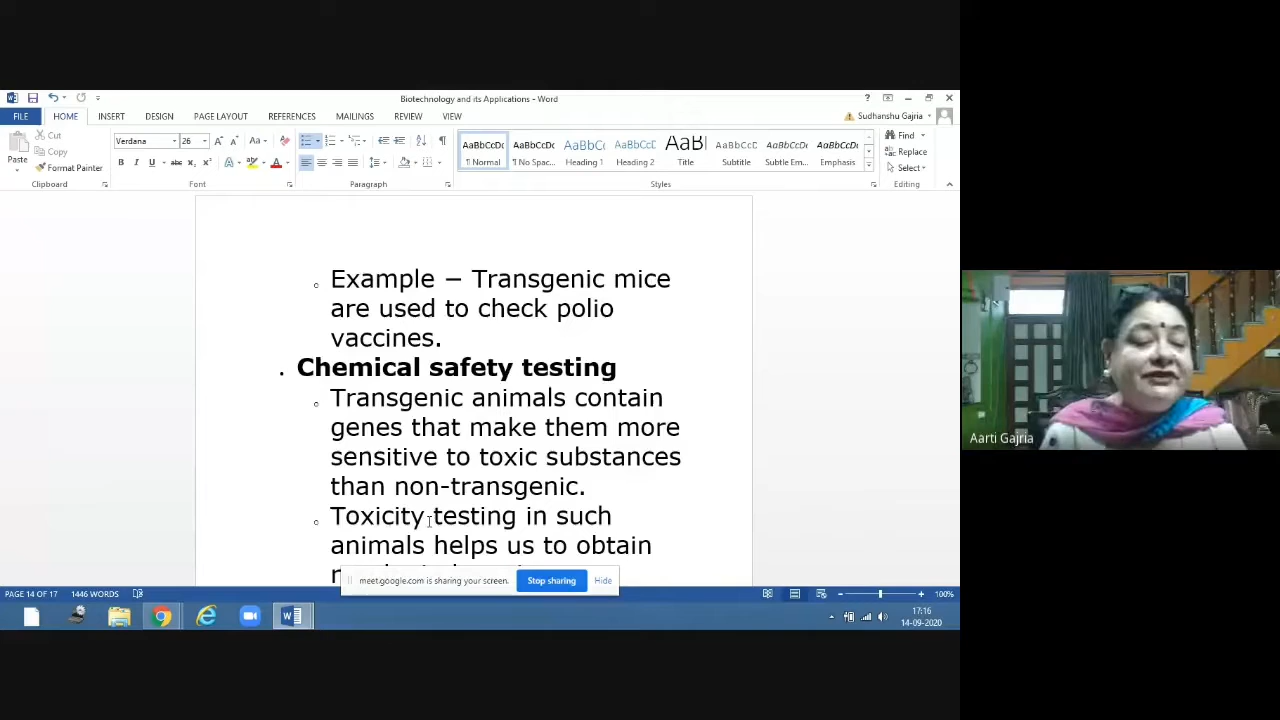 Biotechnology and its Applications - Word
FILE HOME INSERT DESIGN PAGE LAYOUT REFERENCES MAILINGS REVIEW VIEW
Sudhanshu Gajria
Paste
Cut
Copy
Format Painter
Verdana 26
AaBbCcDc AaBbCcDc AaBbCc AaBbCcC AaBl AaBbCcC AaBbCcDc AaBbCcDc
¶ Normal ¶ No Spac... Heading 1 Heading 2 Title Subtitle Subtle Em... Emphasis
Find
Replace
Select
Clipboard Font Paragraph Styles Editing
Example − Transgenic mice
are used to check polio
vaccines.
Chemical safety testing
Transgenic animals contain
genes that make them more
sensitive to toxic substances
than non-transgenic.
Toxicity testing in such
animals helps us to obtain
meet.google.com is sharing your screen. Stop sharing Hide
PAGE 14 OF 17 1446 WORDS
100%
17:16
14-09-2020
Aarti Gajria